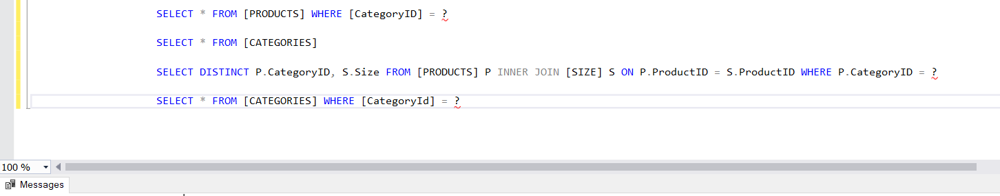 SELECT * FROM [PRODUCTS] WHERE [CategoryID] = ?
SELECT * FROM [CATEGORIES]
SELECT DISTINCT P.CategoryID, S.Size FROM [PRODUCTS] P INNER JOIN [SIZE] S ON P.ProductID = S.ProductID WHERE P.CategoryID = ?
SELECT * FROM [CATEGORIES] WHERE [CategoryId] = ?
100 %
Messages